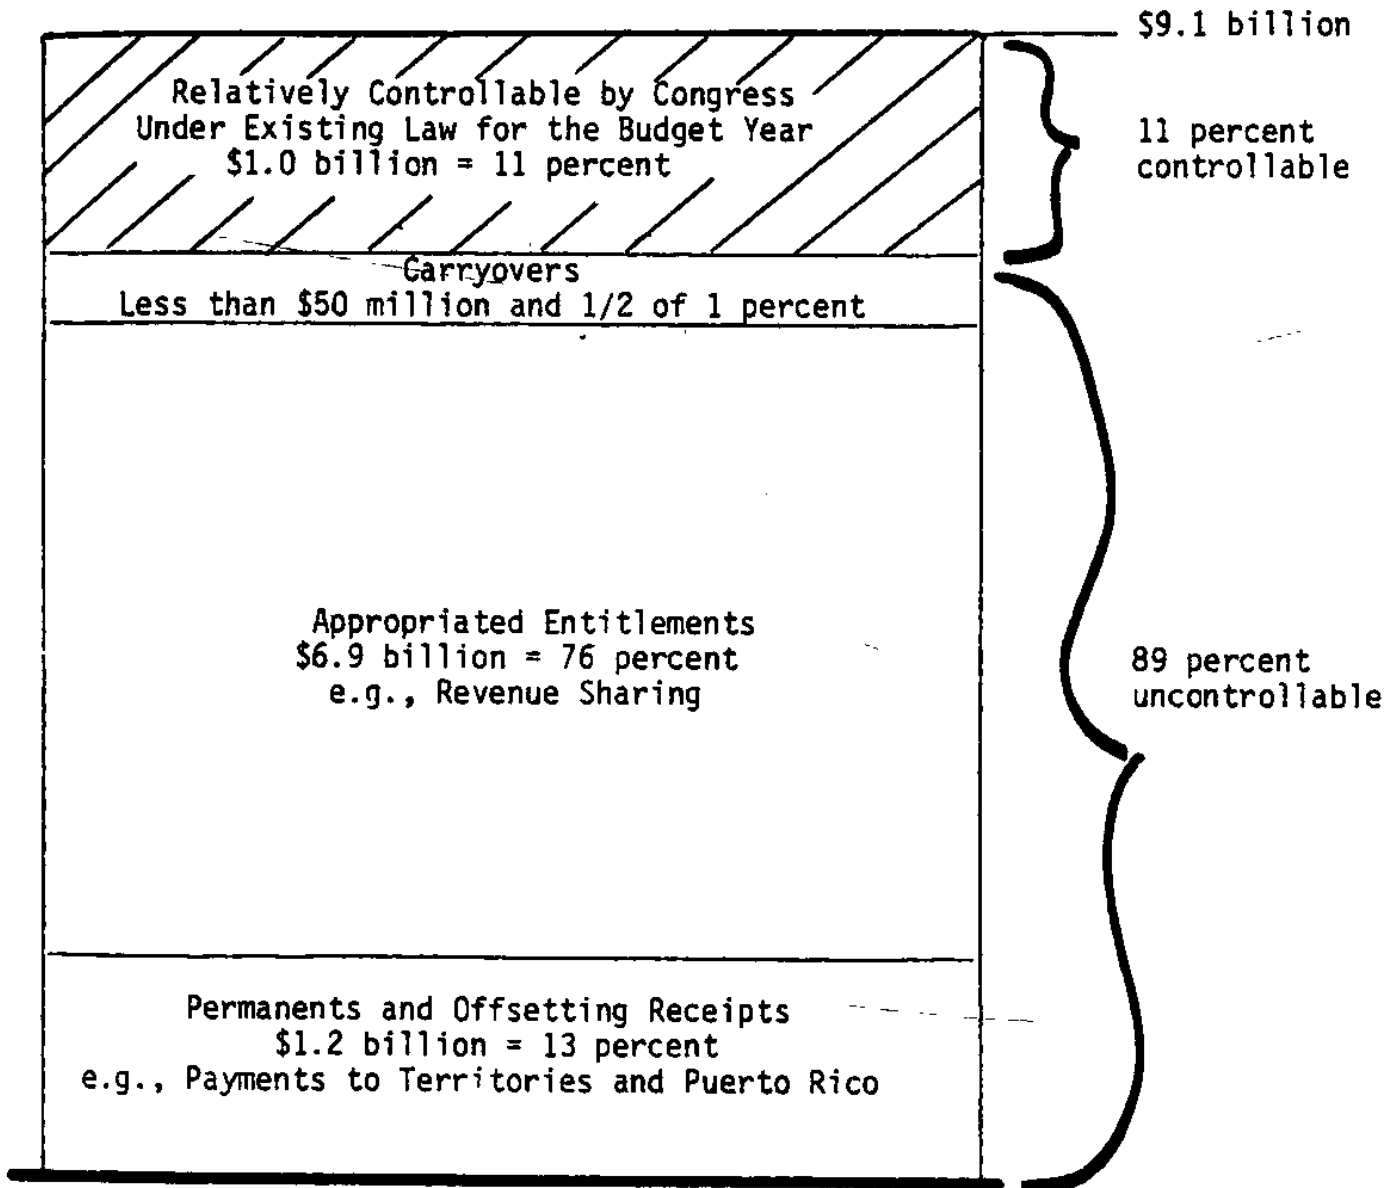 $9.1 billion
Relatively Controllable by Congress
Under Existing Law for the Budget Year
$1.0 billion = 11 percent
11 percent
controllable
Carryovers
Less than $50 million and 1/2 of 1 percent
Appropriated Entitlements
$6.9 billion = 76 percent
e.g., Revenue Sharing
89 percent
uncontrollable
Permanents and Offsetting Receipts
$1.2 billion = 13 percent
e.g., Payments to Territories and Puerto Rico